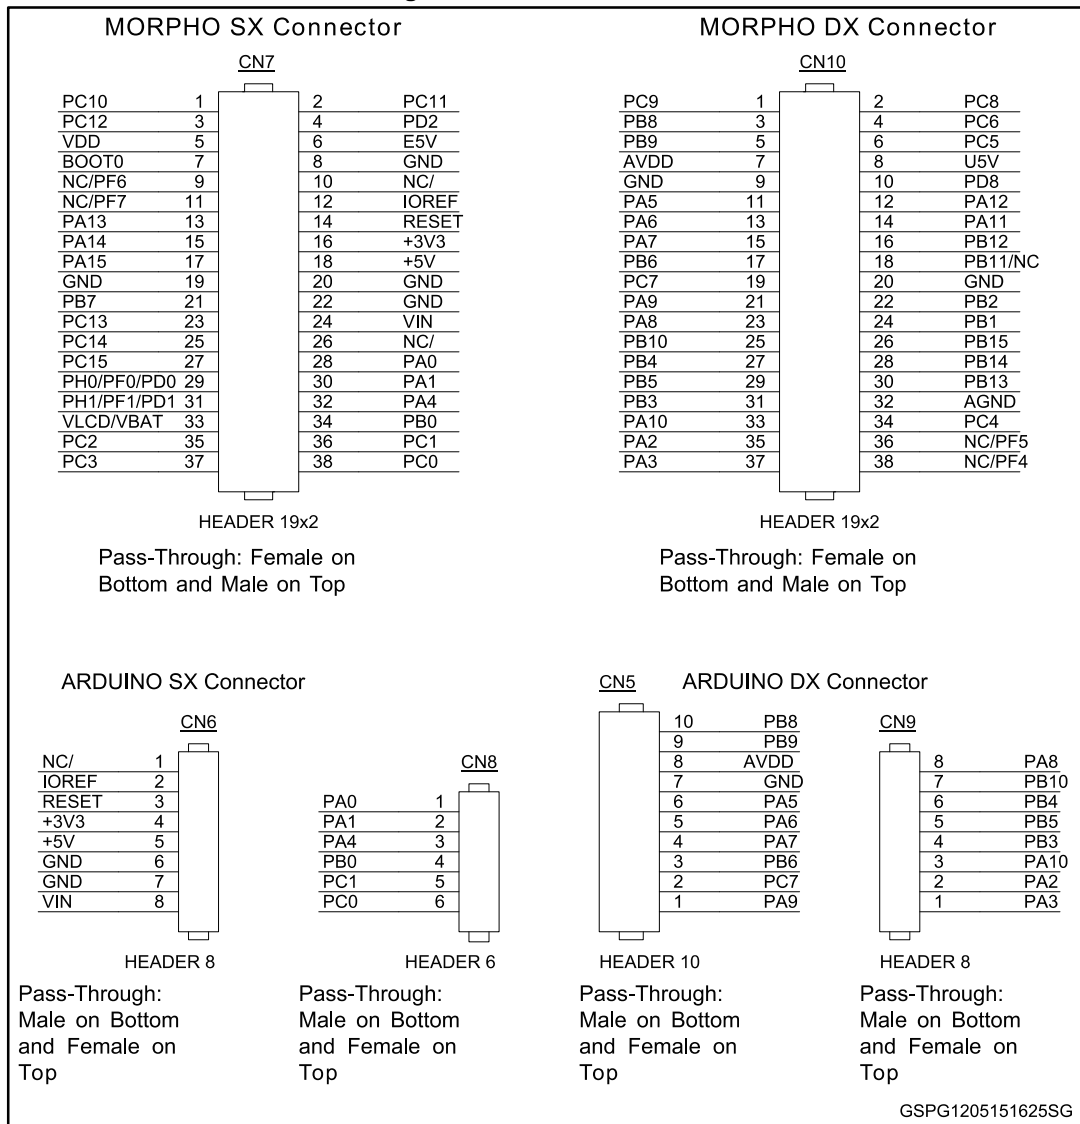 MORPHO SX Connector
CN7
PC10 1 2 PC11
PC12 3 4 PD2
VDD 5 6 E5V
BOOT0 7 8 GND
NC/PF6 9 10 NC/
NC/PF7 11 12 IOREF
PA13 13 14 RESET
PA14 15 16 +3V3
PA15 17 18 +5V
GND 19 20 GND
PB7 21 22 GND
PC13 23 24 VIN
PC14 25 26 NC/
PC15 27 28 PA0
PH0/PF0/PD0 29 30 PA1
PH1/PF1/PD1 31 32 PA4
VLCD/VBAT 33 34 PB0
PC2 35 36 PC1
PC3 37 38 PC0
HEADER 19x2
Pass-Through: Female on
Bottom and Male on Top
MORPHO DX Connector
CN10
PC9 1 2 PC8
PB8 3 4 PC6
PB9 5 6 PC5
AVDD 7 8 U5V
GND 9 10 PD8
PA5 11 12 PA12
PA6 13 14 PA11
PA7 15 16 PB12
PB6 17 18 PB11/NC
PC7 19 20 GND
PA9 21 22 PB2
PA8 23 24 PB1
PB10 25 26 PB15
PB4 27 28 PB14
PB5 29 30 PB13
PB3 31 32 AGND
PA10 33 34 PC4
PA2 35 36 NC/PF5
PA3 37 38 NC/PF4
HEADER 19x2
Pass-Through: Female on
Bottom and Male on Top
ARDUINO SX Connector
CN6
NC/ 1
IOREF 2
RESET 3
+3V3 4
+5V 5
GND 6
GND 7
VIN 8
HEADER 8
Pass-Through:
Male on Bottom
and Female on
Top
CN8
PA0 1
PA1 2
PA4 3
PB0 4
PC1 5
PC0 6
HEADER 6
Pass-Through:
Male on Bottom
and Female on
Top
ARDUINO DX Connector
CN5
10 PB8
9 PB9
8 AVDD
7 GND
6 PA5
5 PA6
4 PA7
3 PB6
2 PC7
1 PA9
HEADER 10
Pass-Through:
Male on Bottom
and Female on
Top
CN9
8 PA8
7 PB10
6 PB4
5 PB5
4 PB3
3 PA10
2 PA2
1 PA3
HEADER 8
Pass-Through:
Male on Bottom
and Female on
Top
GSPG1205151625SG